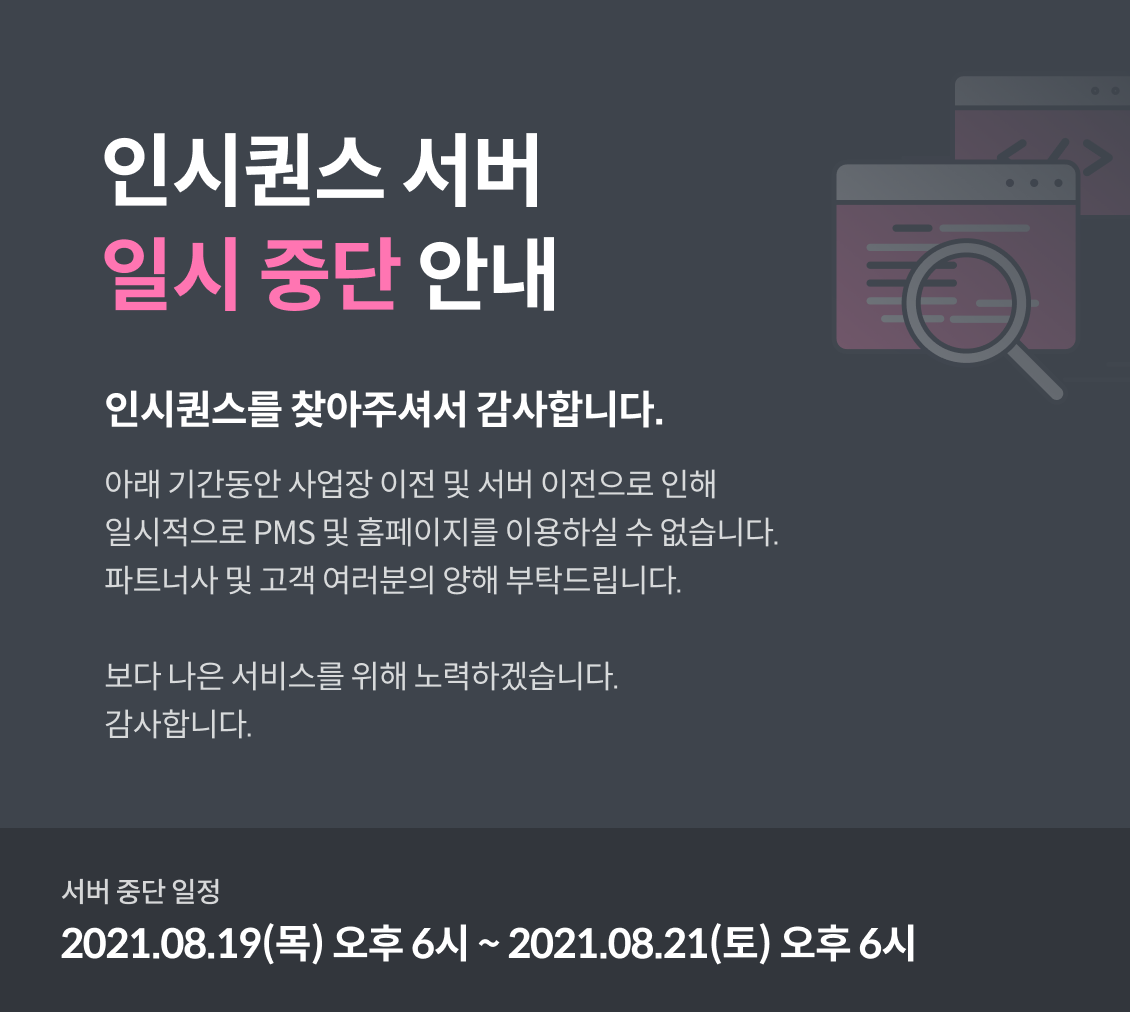 인시퀀스 서버
일시 중단 안내
인시퀀스를 찾아주셔서 감사합니다.
아래 기간동안 사업장 이전 및 서버 이전으로 인해
일시적으로 PMS 및 홈페이지를 이용하실 수 없습니다.
파트너사 및 고객 여러분의 양해 부탁드립니다.
보다 나은 서비스를 위해 노력하겠습니다.
감사합니다.
서버 중단 일정
2021.08.19(목) 오후 6시 ~ 2021.08.21(토) 오후 6시